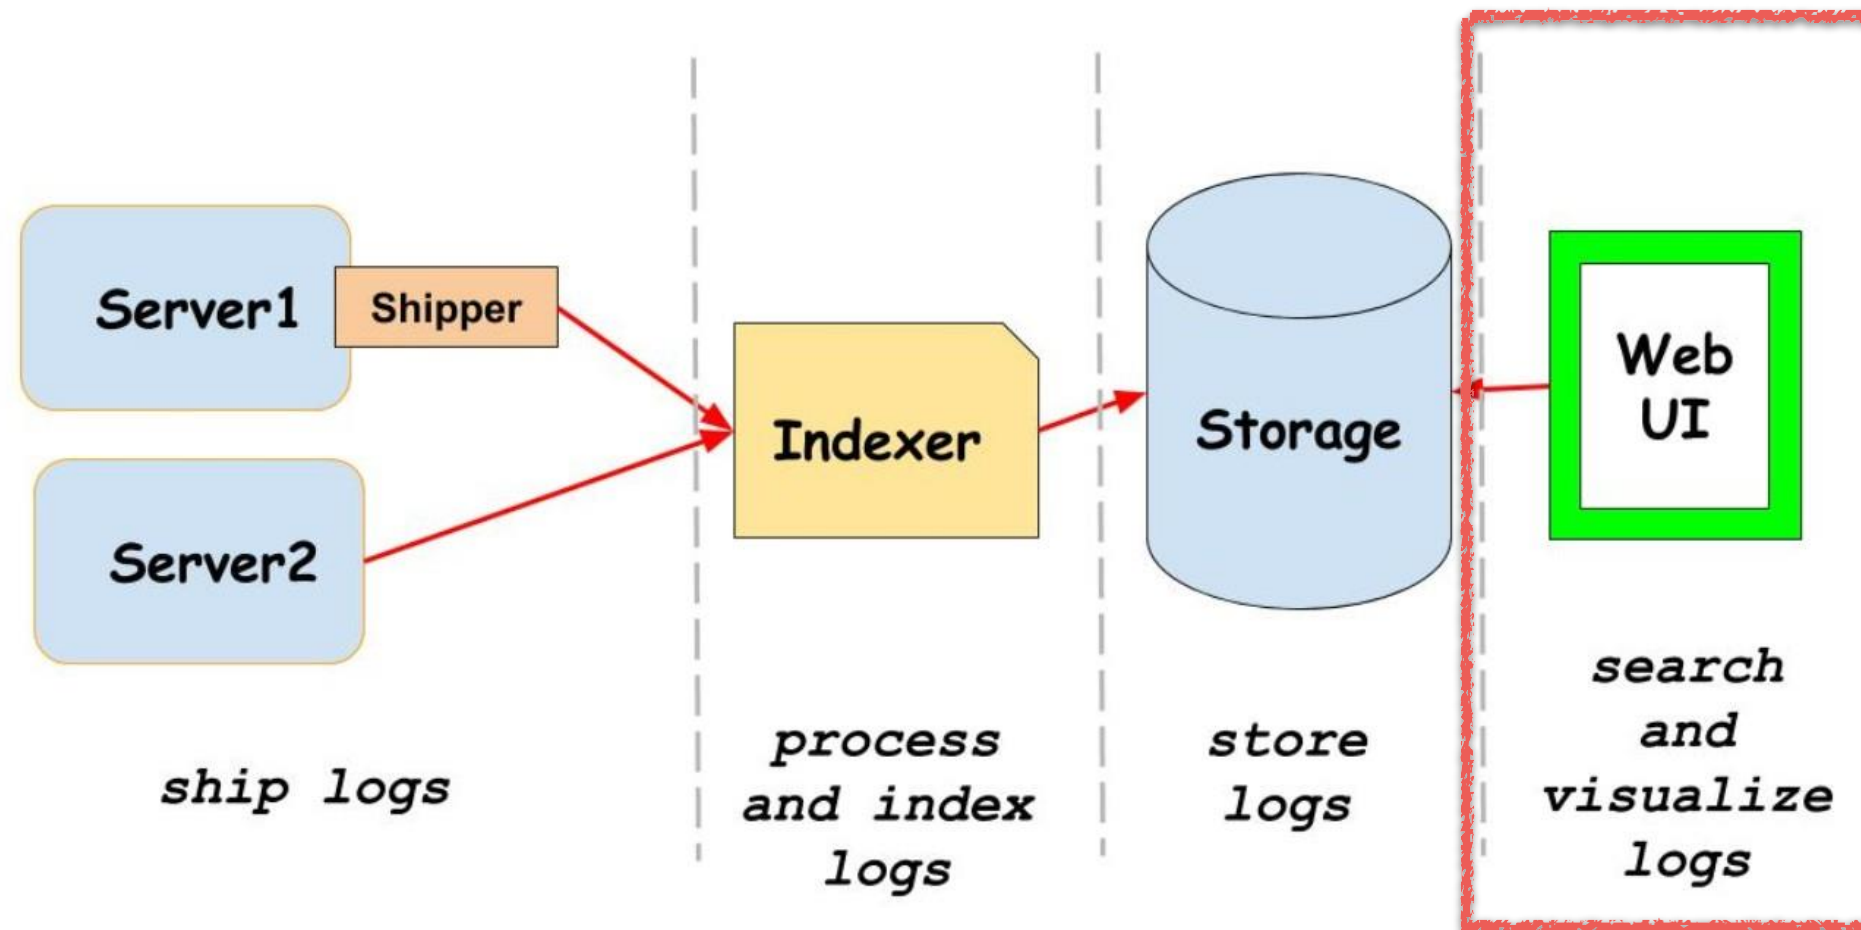 Server1
Shipper
Server2
ship logs
Indexer
process
and index
logs
Storage
store
logs
Web
UI
search
and
visualize
logs